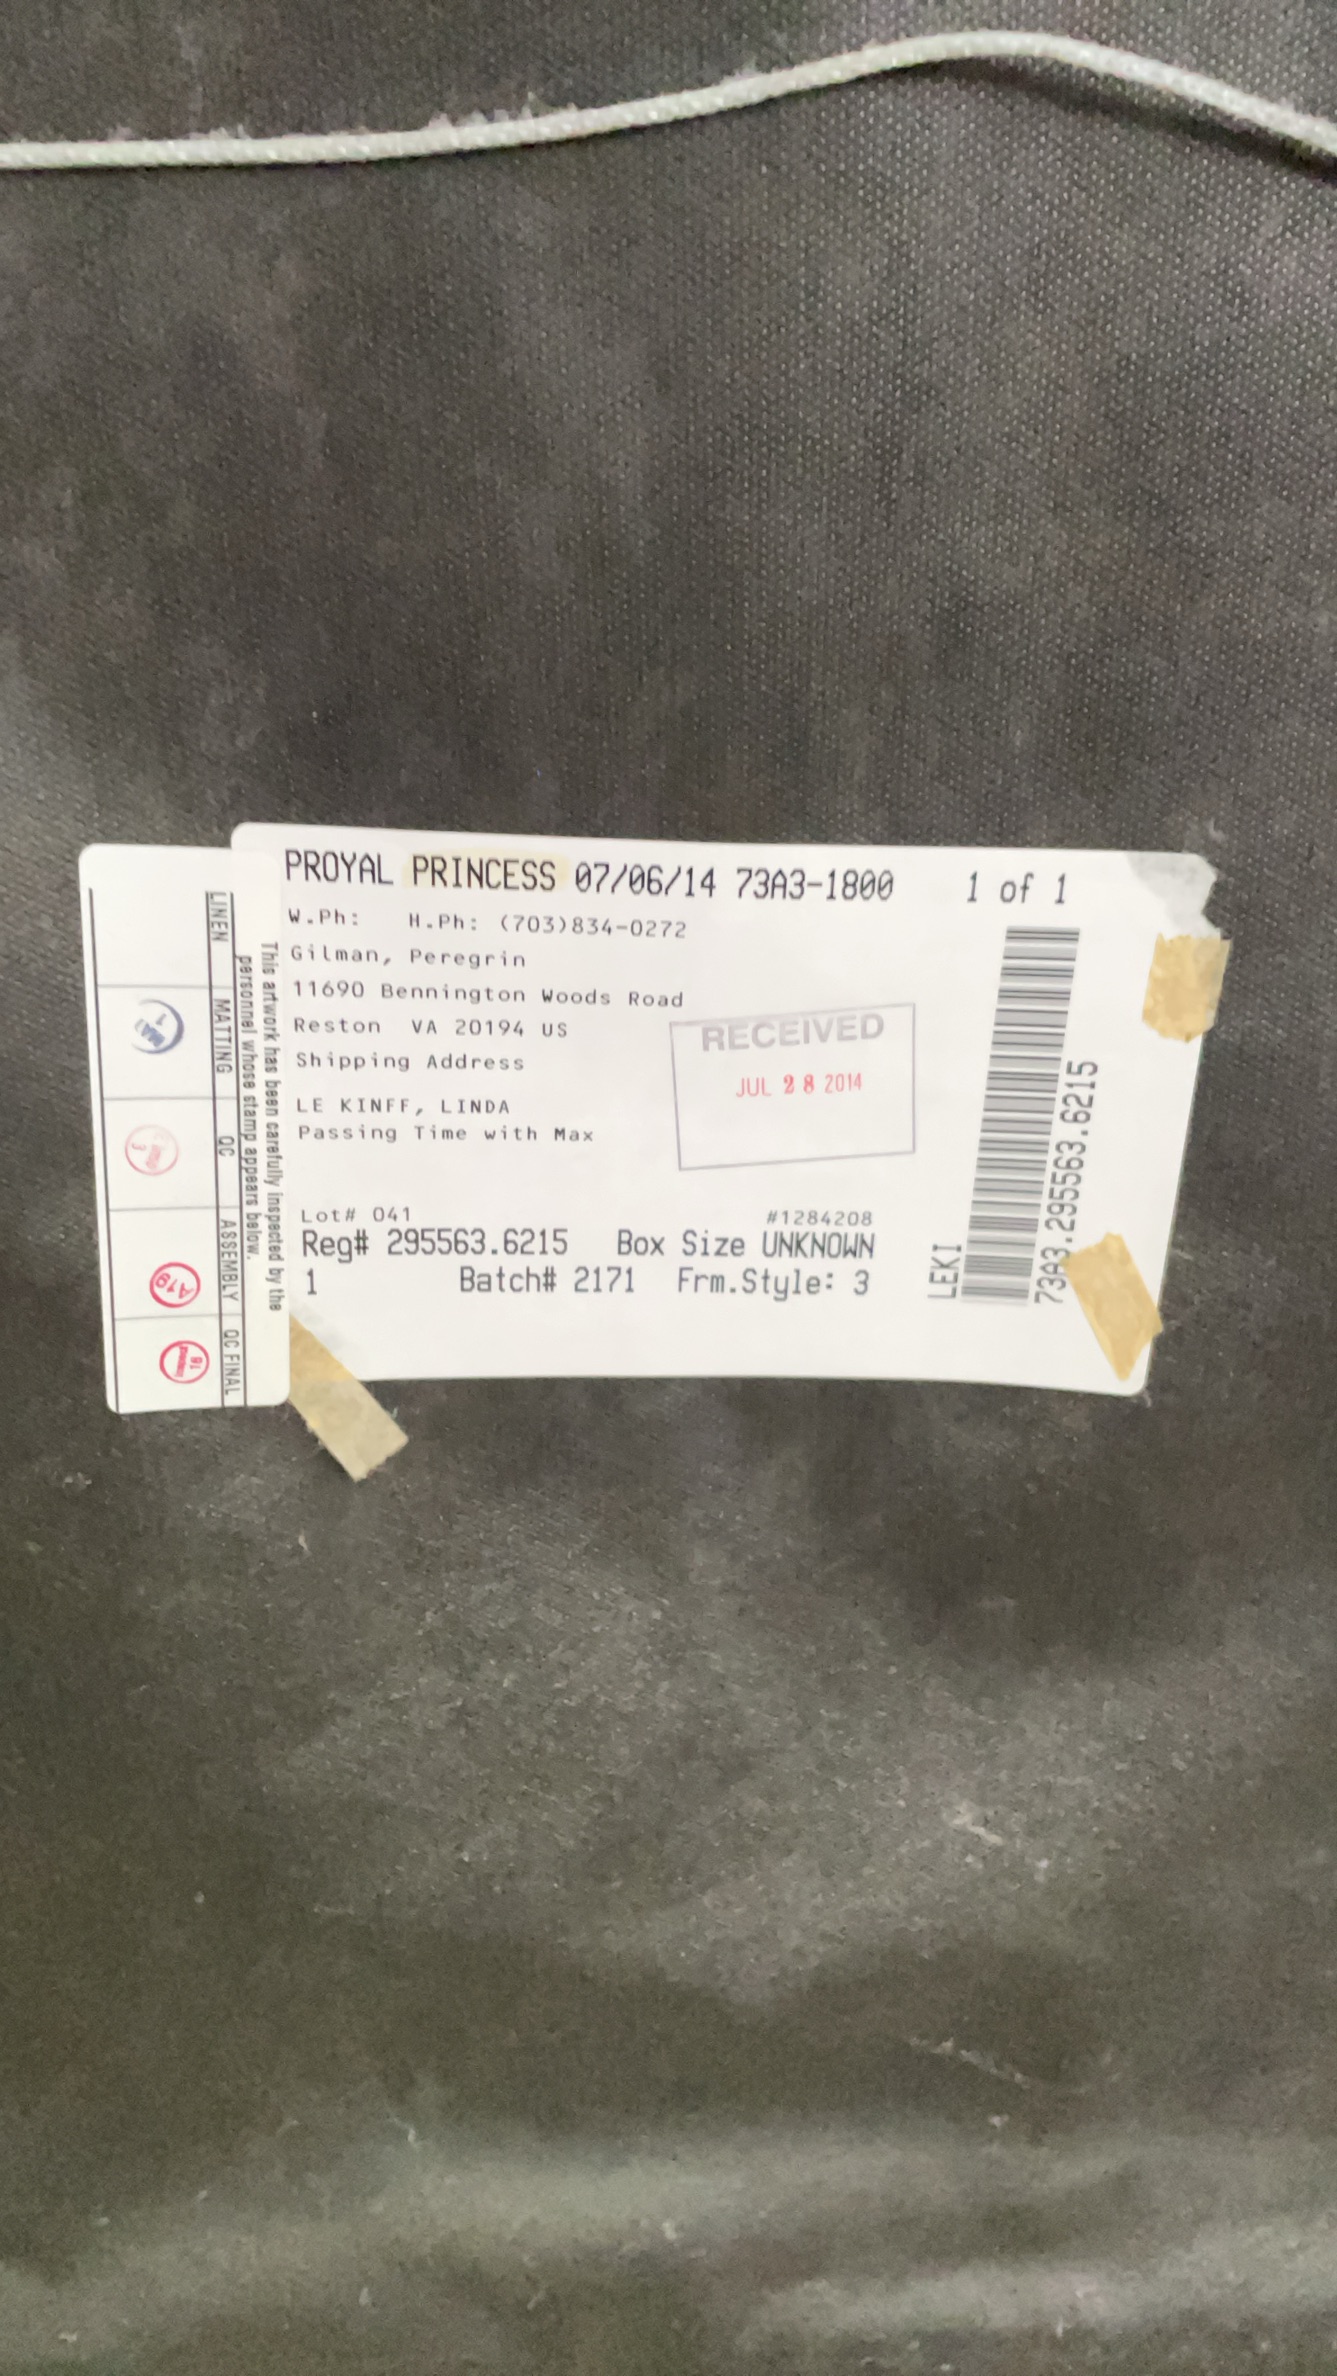 PROYAL PRINCESS 07/06/14 73A3-1800 1 of 1
W.Ph: H.Ph: (703)834-0272
Gilman, Peregrin
11690 Bennington Woods Road
Reston VA 20194 US
Shipping Address
LE KINFF, LINDA
Passing Time with Max
RECEIVED
JUL 28 2014
Lot# 041 #1284208
Reg# 295563.6215 Box Size UNKNOWN
1 Batch# 2171 Frm.Style: 3
LEKI
73A3.295563.6215
This artwork has been carefully inspected by the
personnel whose stamp appears below.
LINEN MATTING QC ASSEMBLY QC FINAL
A19